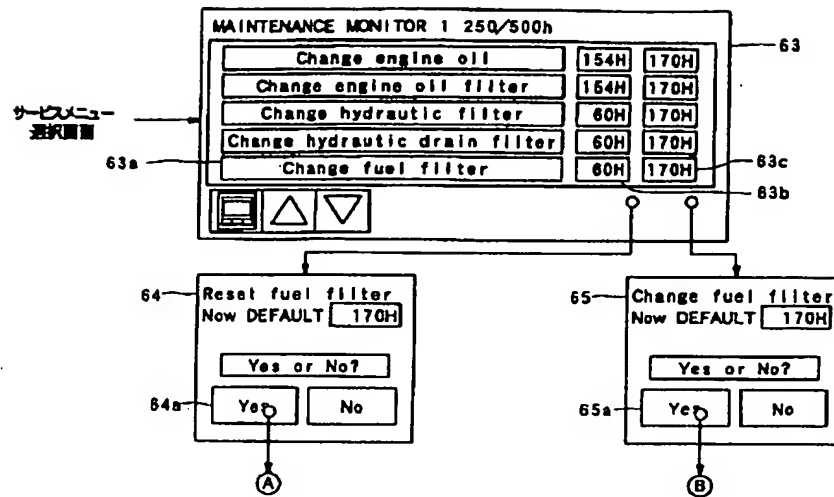 MAINTENANCE MONITOR 1 250/500h
63
Change engine oil 154H 170H
Change engine oil filter 154H 170H
Change hydrautic filter 60H 170H
Change hydrautic drain filter 60H 170H
Change fuel filter 60H 170H
サービスメニュー
選択画面
63a
63b
63c
64
Reset fuel filter
Now DEFAULT 170H
Yes or No?
64a
Yes No
A
65
Change fuel filter
Now DEFAULT 170H
Yes or No?
65a
Yes No
B